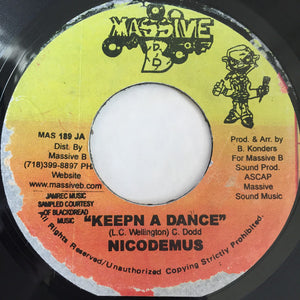 MASSIVE
B
MAS 189 JA
Dist. By
Massive B
(718)399-8897 PH
Website
www.massiveb.com
JAMREC MUSIC
SAMPLED COURTESY
OF BLACKDREAD
MUSIC
Prod. & Arr. by
B. Konders
For Massive B
Sound Prod.
ASCAP
Massive
Sound Music
"KEEPN A DANCE"
(L.C. Wellington) C. Dodd
NICODEMUS
All Rights Reserved/Unauthorized Copying Strictly Prohibited.